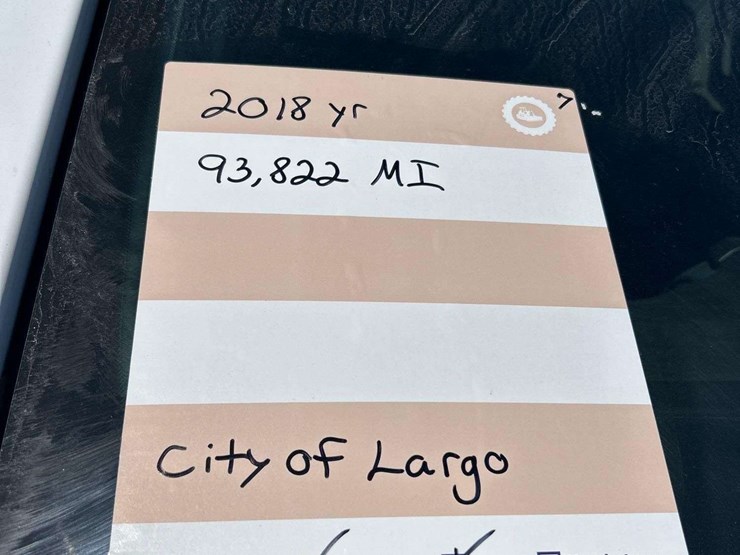 2018 yr
93,822 MI
City of Largo